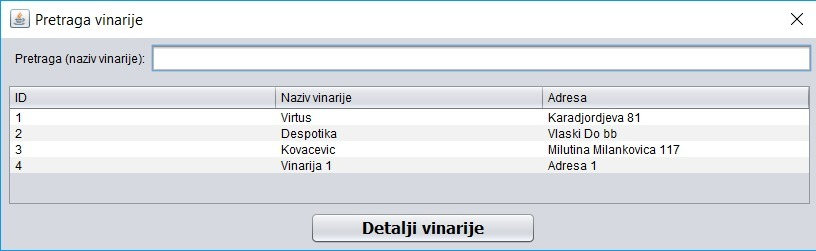 Pretraga vinarije
Pretraga (naziv vinarije):
ID Naziv vinarije Adresa
1 Virtus Karadjordjeva 81
2 Despotika Vlaski Do bb
3 Kovacevic Milutina Milankovica 117
4 Vinarija 1 Adresa 1
Detalji vinarije